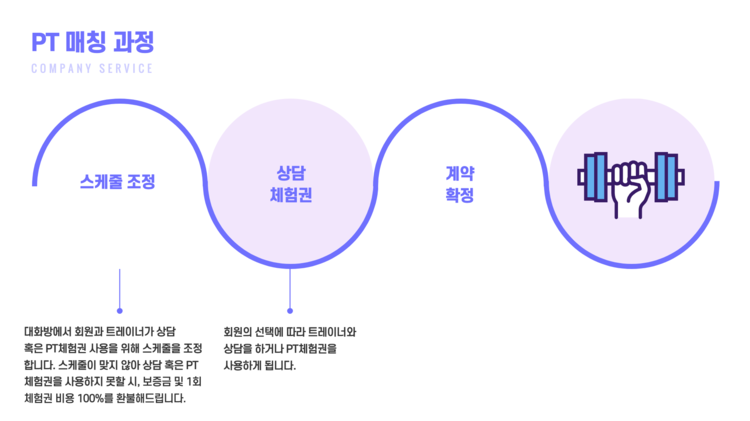 PT 매칭 과정
COMPANY SERVICE
스케줄 조정
상담
체험권
계약
확정
대화방에서 회원과 트레이너가 상담
혹은 PT체험권 사용을 위해 스케줄을 조정
합니다. 스케줄이 맞지 않아 상담 혹은 PT
체험권을 사용하지 못할 시, 보증금 및 1회
체험권 비용 100%를 환불해드립니다.
회원의 선택에 따라 트레이너와
상담을 하거나 PT체험권을
사용하게 됩니다.